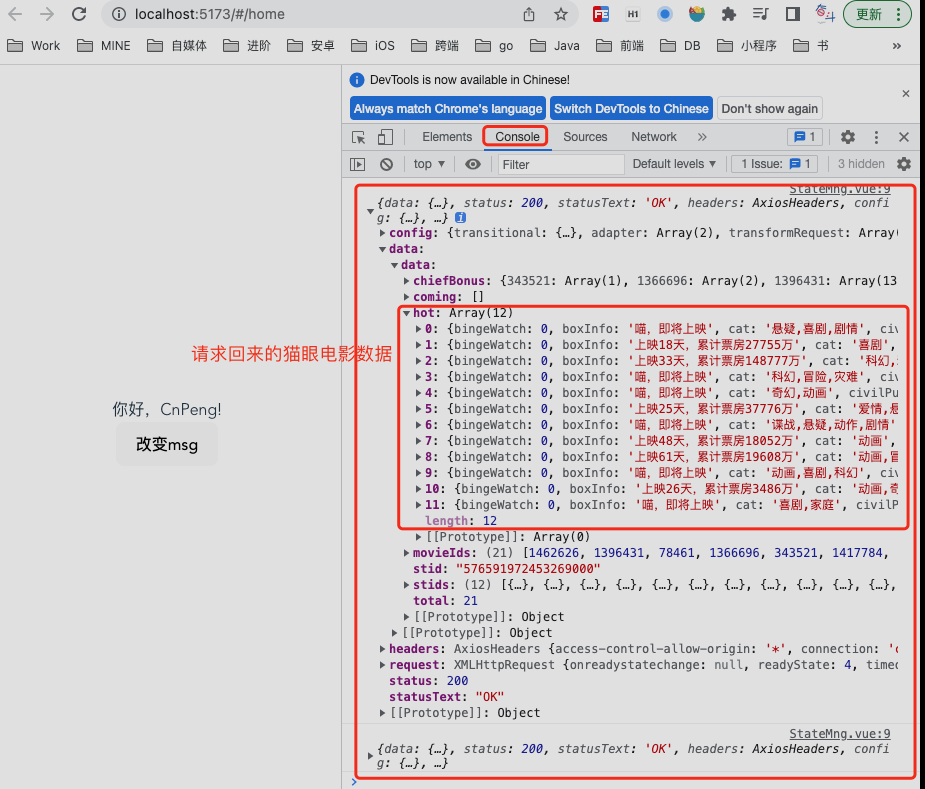 localhost:5173/#/home
FE
H1
更新
Work
MINE
自媒体
进阶
安卓
iOS
跨端
go
Java
前端
DB
小程序
书
»
DevTools is now available in Chinese!
Always match Chrome's language
Switch DevTools to Chinese
Don't show again
Elements
Console
Sources
Network
»
1
top ▼
Filter
Default levels ▼
1 Issue: 1
3 hidden
StateMng.vue:9
{data: {…}, status: 200, statusText: 'OK', headers: AxiosHeaders, confi
g: {…}, …} i
config: {transitional: {…}, adapter: Array(2), transformRequest: Array(
data:
data:
chiefBonus: {343521: Array(1), 1366696: Array(2), 1396431: Array(13
coming: []
hot: Array(12)
0: {bingeWatch: 0, boxInfo: '喵，即将上映', cat: '悬疑,喜剧,剧情', civ
1: {bingeWatch: 0, boxInfo: '上映18天，累计票房27755万', cat: '喜剧'
2: {bingeWatch: 0, boxInfo: '上映33天，累计票房148777万', cat: '科幻,
3: {bingeWatch: 0, boxInfo: '喵，即将上映', cat: '科幻,冒险,灾难', civ
4: {bingeWatch: 0, boxInfo: '喵，即将上映', cat: '奇幻,动画', civilPu
5: {bingeWatch: 0, boxInfo: '上映25天，累计票房37776万', cat: '爱情,悬
6: {bingeWatch: 0, boxInfo: '喵，即将上映', cat: '谍战,悬疑,动作,剧情'
7: {bingeWatch: 0, boxInfo: '上映48天，累计票房18052万', cat: '动画',
8: {bingeWatch: 0, boxInfo: '上映61天，累计票房19608万', cat: '动画,冒
9: {bingeWatch: 0, boxInfo: '喵，即将上映', cat: '动画,喜剧,科幻', civ
10: {bingeWatch: 0, boxInfo: '上映26天，累计票房3486万', cat: '动画,奇
11: {bingeWatch: 0, boxInfo: '喵，即将上映', cat: '喜剧,家庭', civilP
length: 12
[[Prototype]]: Array(0)
movieIds: (21) [1462626, 1396431, 78461, 1366696, 343521, 1417784,
stid: "576591972453269000"
stids: (12) [{…}, {…}, {…}, {…}, {…}, {…}, {…}, {…}, {…}, {…}, {…},
total: 21
[[Prototype]]: Object
[[Prototype]]: Object
headers: AxiosHeaders {access-control-allow-origin: '*', connection: 'c
request: XMLHttpRequest {onreadystatechange: null, readyState: 4, timeo
status: 200
statusText: "OK"
[[Prototype]]: Object
StateMng.vue:9
{data: {…}, status: 200, statusText: 'OK', headers: AxiosHeaders, confi
g: {…}, …}
请求回来的猫眼电影数据
你好，CnPeng!
改变msg